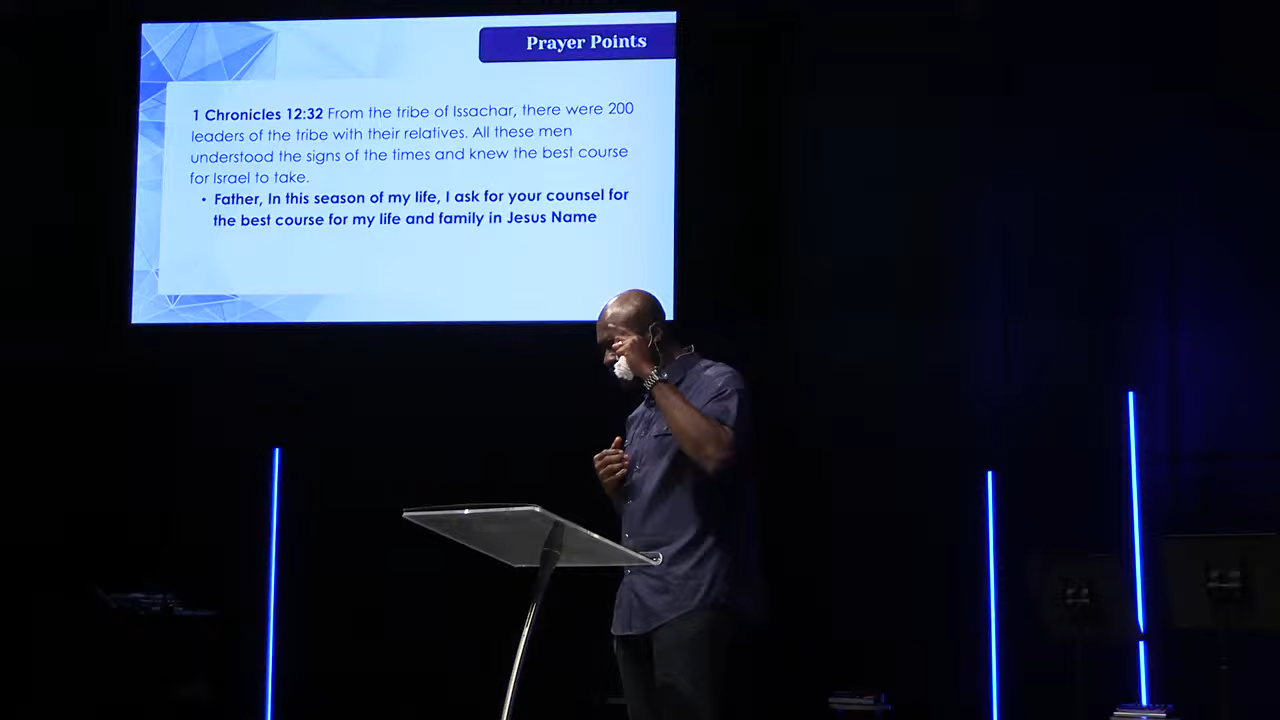 Prayer Points
1 Chronicles 12:32 From the tribe of Issachar, there were 200
leaders of the tribe with their relatives. All these men
understood the signs of the times and knew the best course
for Israel to take.
• Father, In this season of my life, I ask for your counsel for
the best course for my life and family in Jesus Name